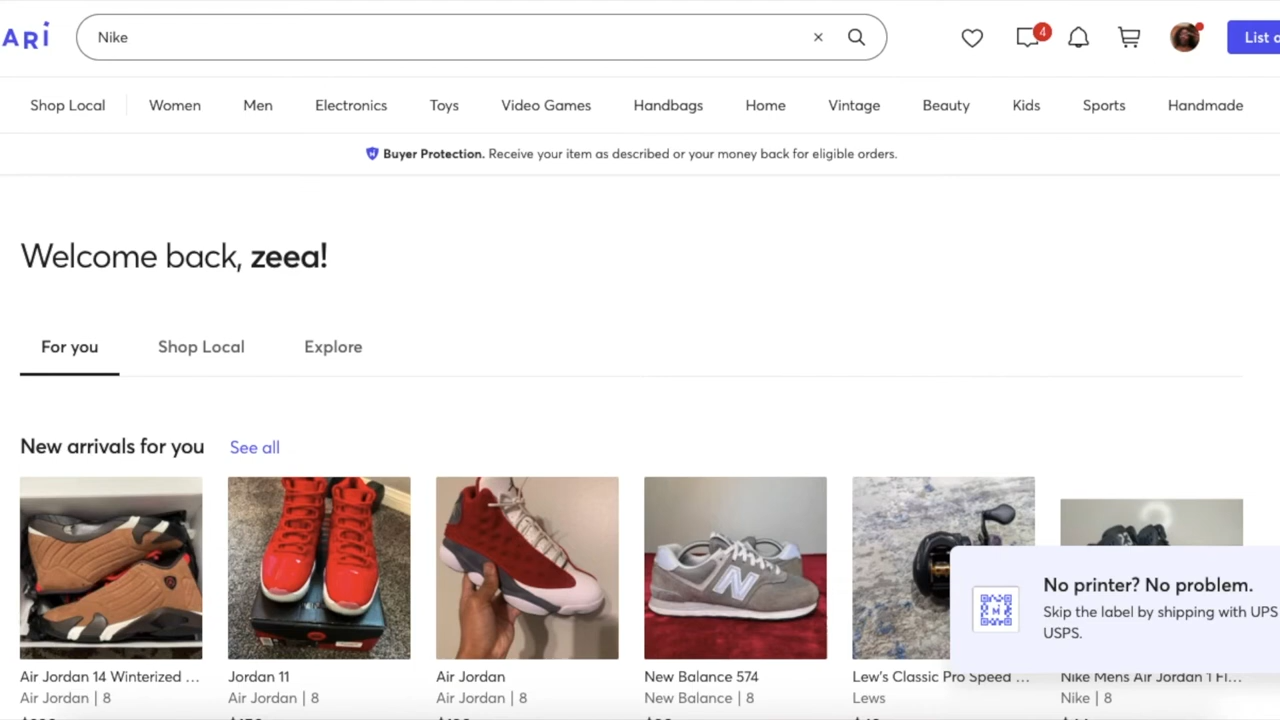 ARi
Nike
4
List
Shop Local
Women
Men
Electronics
Toys
Video Games
Handbags
Home
Vintage
Beauty
Kids
Sports
Handmade
Buyer Protection. Receive your item as described or your money back for eligible orders.
Welcome back, zeea!
For you
Shop Local
Explore
New arrivals for you
See all
No printer? No problem.
Skip the label by shipping with UPS
USPS.
Air Jordan 14 Winterized ...
Jordan 11
Air Jordan
New Balance 574
Lew's Classic Pro Speed ...
Nike Mens Air Jordan 1 Fl...
Air Jordan | 8
Air Jordan | 8
Air Jordan | 8
New Balance | 8
Lews
Nike | 8